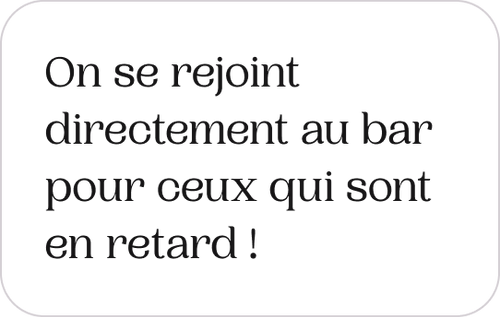 On se rejoint
directement au bar
pour ceux qui sont
en retard !